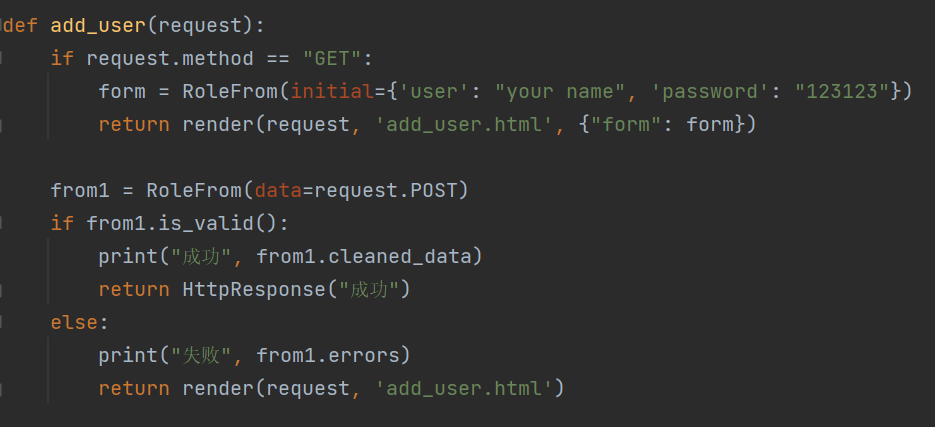 def add_user(request):
    if request.method == "GET":
        form = RoleFrom(initial={'user': "your name", 'password': "123123"})
        return render(request, 'add_user.html', {"form": form})

    from1 = RoleFrom(data=request.POST)
    if from1.is_valid():
        print("成功", from1.cleaned_data)
        return HttpResponse("成功")
    else:
        print("失败", from1.errors)
        return render(request, 'add_user.html')